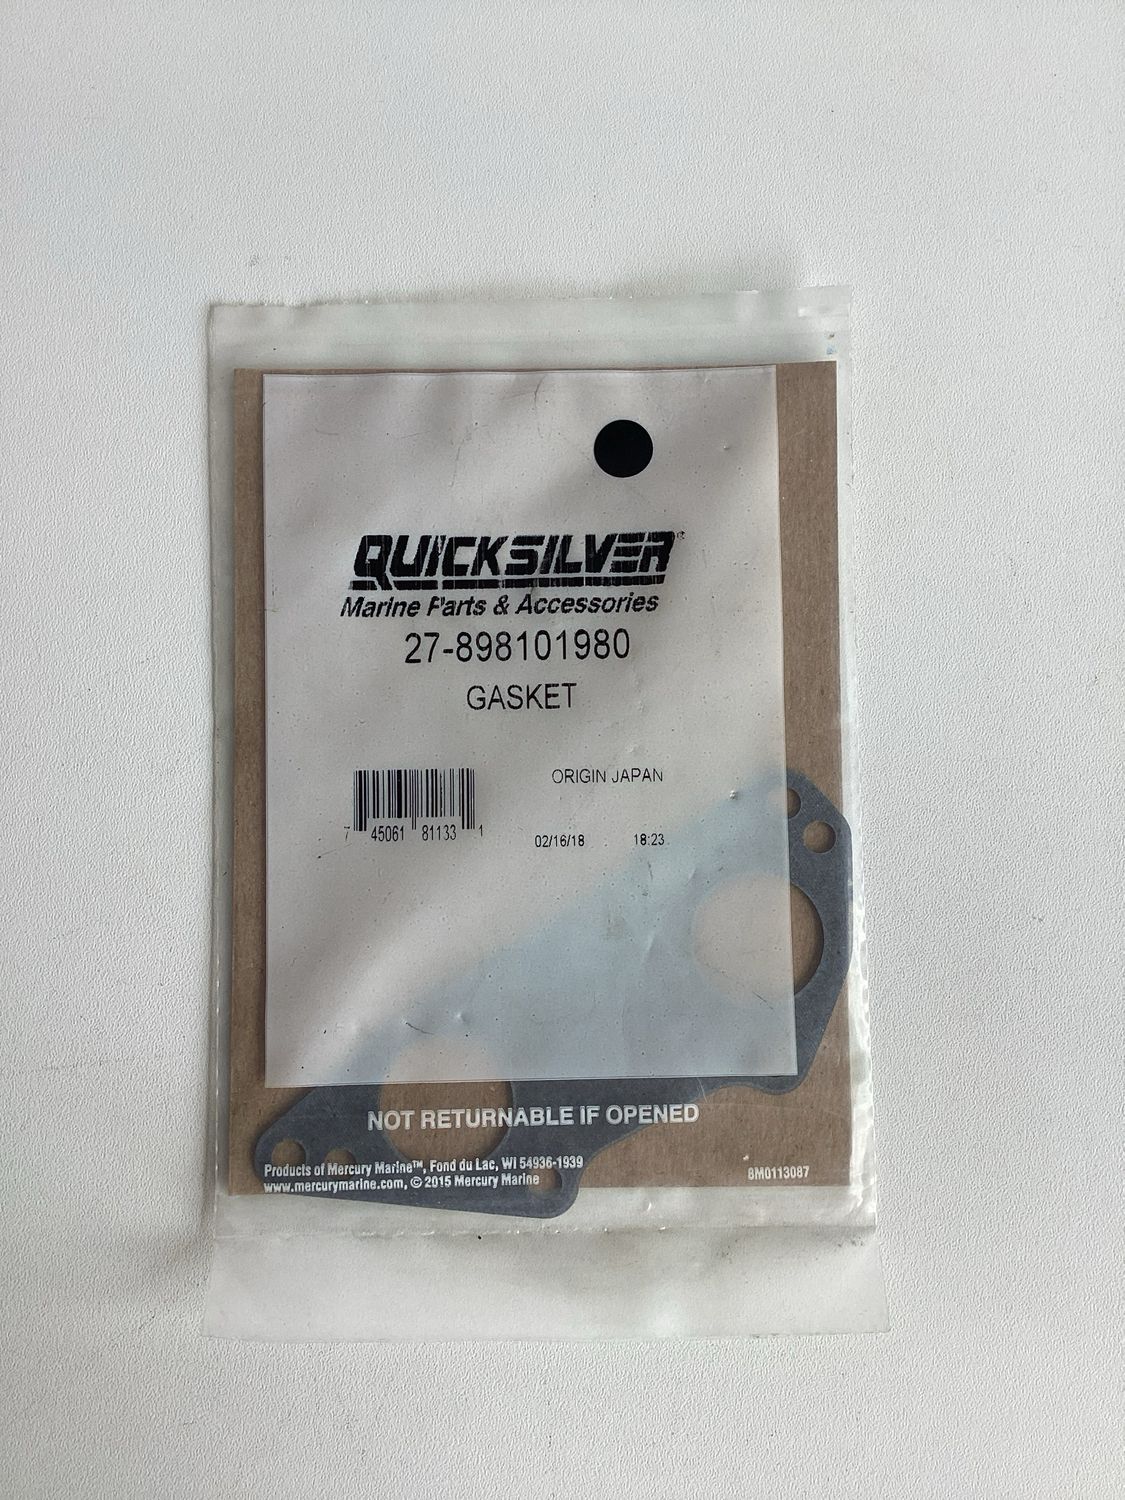 QUICKSILVER®
Marine Parts & Accessories
27-898101980
GASKET
ORIGIN JAPAN
7 45061 81133 1
02/16/18 18:23
NOT RETURNABLE IF OPENED
Products of Mercury Marine™, Fond du Lac, WI 54936-1939
www.mercurymarine.com, © 2015 Mercury Marine
8M0113087